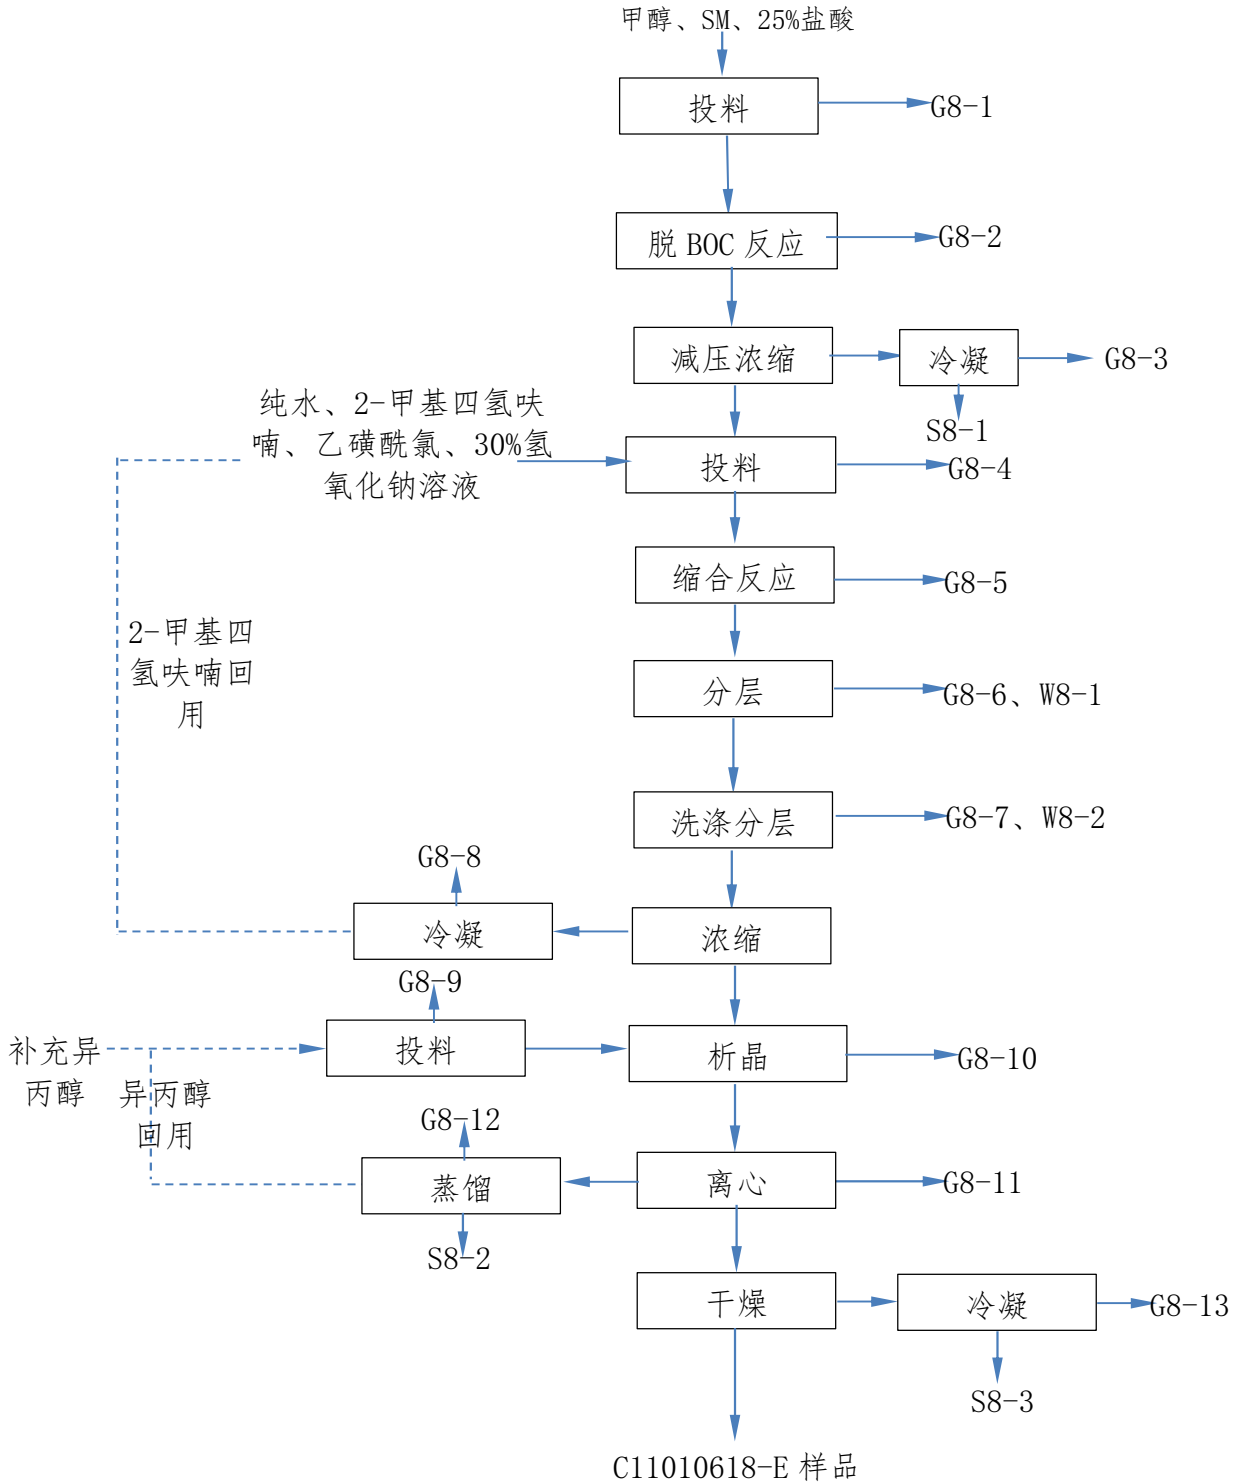 甲醇、SM、25%盐酸
投料
G8-1
脱 BOC 反应
G8-2
减压浓缩
冷凝
G8-3
S8-1
纯水、2-甲基四氢呋
喃、乙磺酰氯、30%氢
氧化钠溶液
投料
G8-4
缩合反应
G8-5
2-甲基四
氢呋喃回
用
分层
G8-6、W8-1
洗涤分层
G8-7、W8-2
G8-8
冷凝
浓缩
G8-9
补充异
丙醇
投料
析晶
G8-10
异丙醇
回用
G8-12
蒸馏
离心
G8-11
S8-2
干燥
冷凝
G8-13
S8-3
C11010618-E 样品